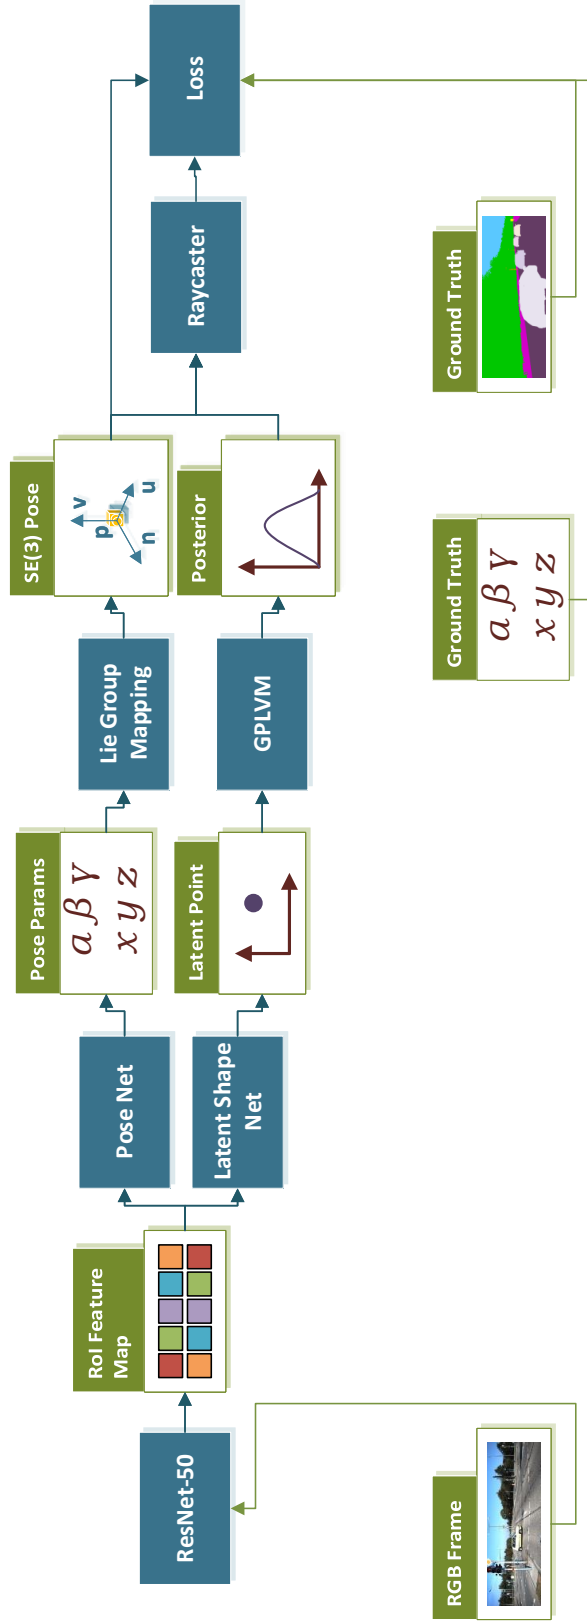 ResNet-50
RoI Feature
Map
Pose Net
Latent Shape
Net
Pose Params
α β γ
x y z
Latent Point
Lie Group
Mapping
GPLVM
SE(3) Pose
v
p
u
n
Posterior
Raycaster
Loss
RGB Frame
Ground Truth
α β γ
x y z
Ground Truth